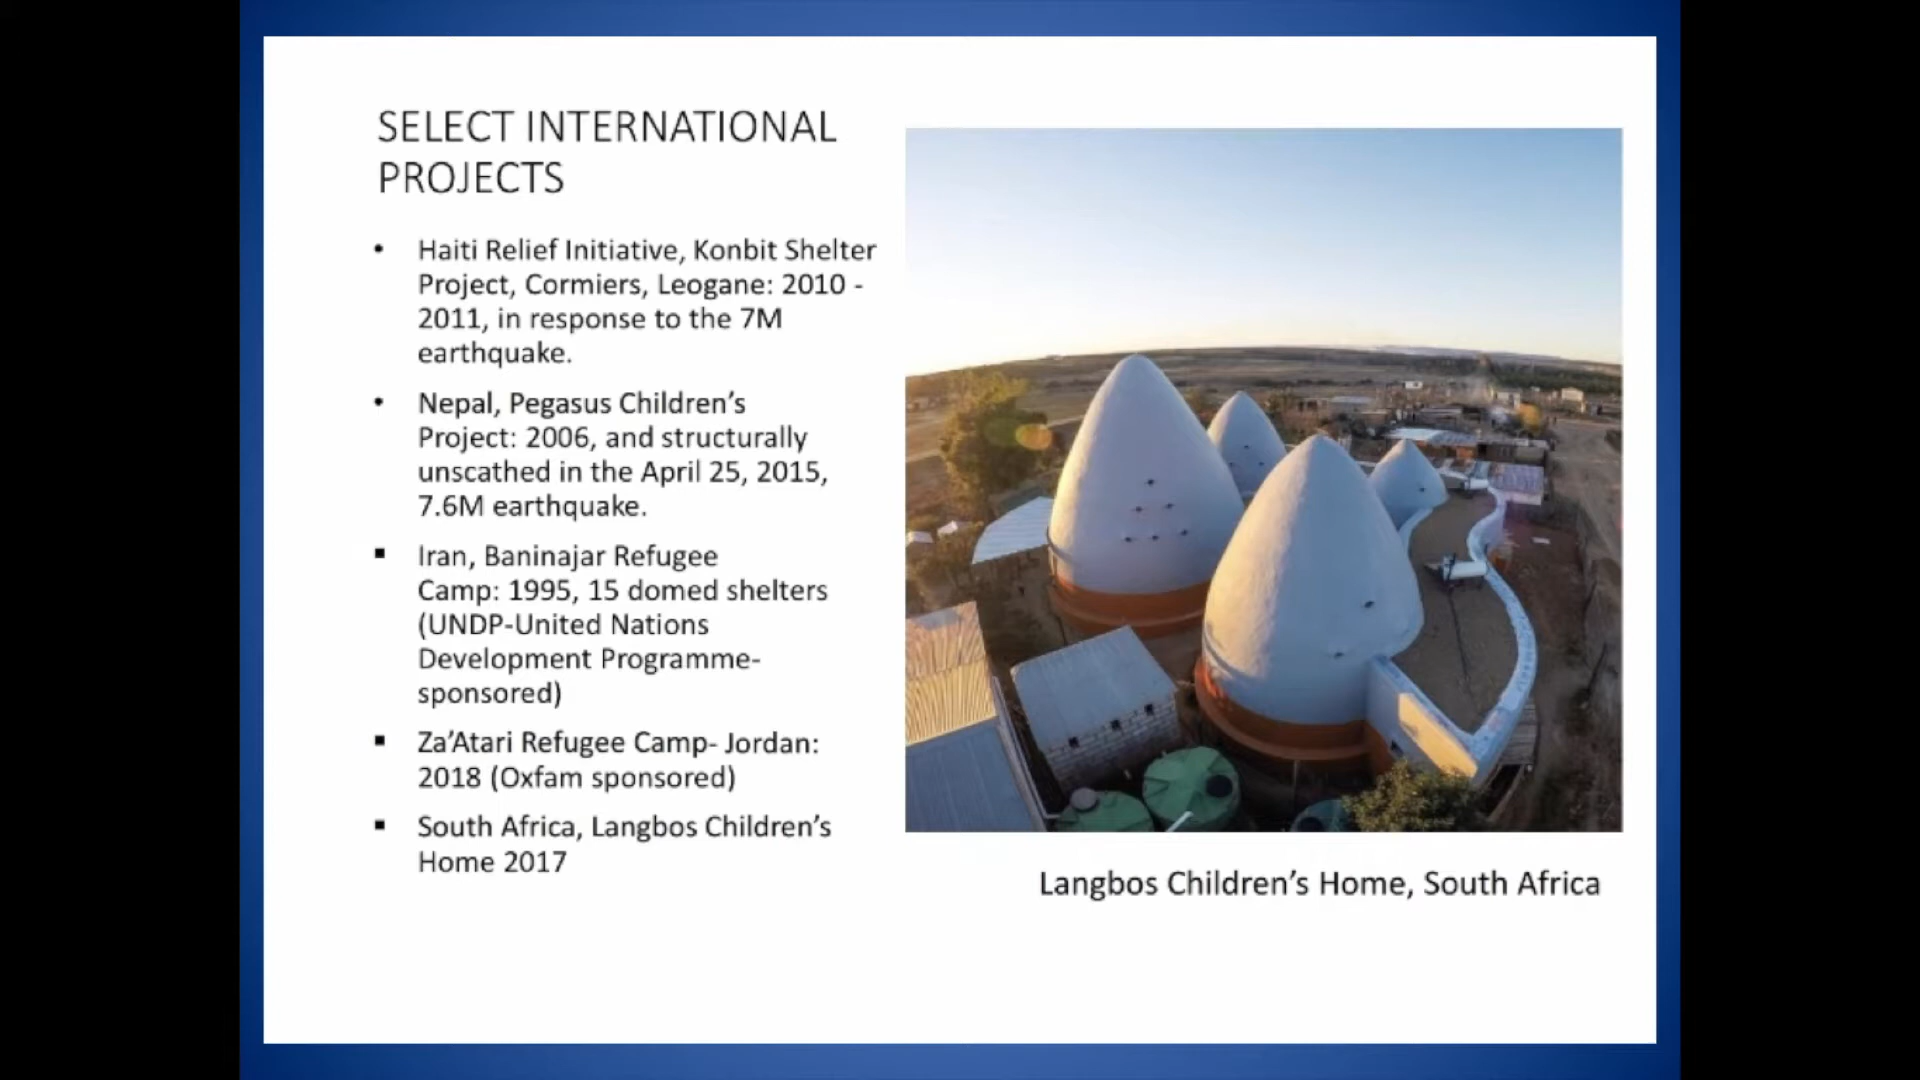 SELECT INTERNATIONAL
PROJECTS
• Haiti Relief Initiative, Konbit Shelter
Project, Cormiers, Leogane: 2010 -
2011, in response to the 7M
earthquake.
• Nepal, Pegasus Children’s
Project: 2006, and structurally
unscathed in the April 25, 2015,
7.6M earthquake.
▪ Iran, Baninajar Refugee
Camp: 1995, 15 domed shelters
(UNDP-United Nations
Development Programme-
sponsored)
▪ Za’Atari Refugee Camp- Jordan:
2018 (Oxfam sponsored)
▪ South Africa, Langbos Children’s
Home 2017
Langbos Children’s Home, South Africa